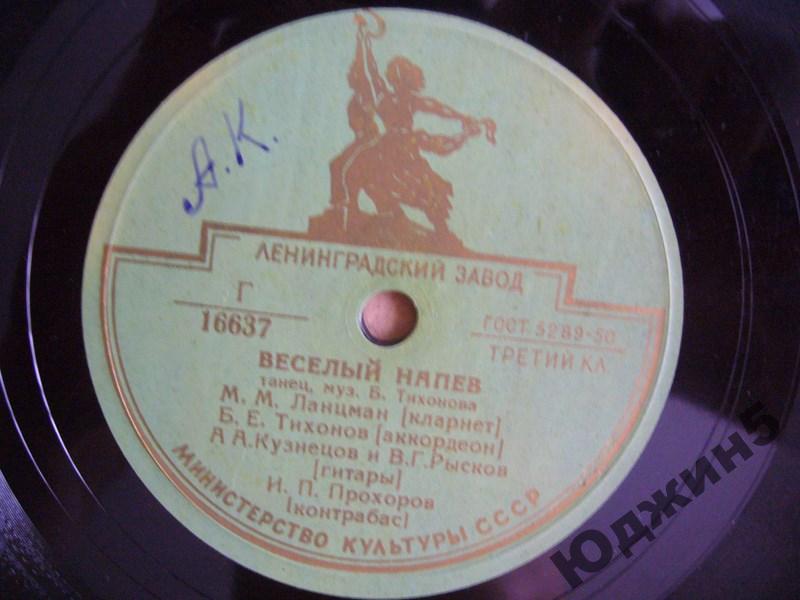 А.К.
ЛЕНИНГРАДСКИЙ ЗАВОД
Г
16637
ГОСТ 5289-50
ТРЕТИЙ КЛ
ВЕСЕЛЫЙ НАПЕВ
танец, муз. Б. Тихонова
М. М. Ланцман [кларнет]
Б. Е. Тихонов [аккордеон]
А А.Кузнецов и В.Г.Рысков
[гитары]
И. П. Прохоров
[контрабас]
МИНИСТЕРСТВО КУЛЬТУРЫ СССР
Юджин5